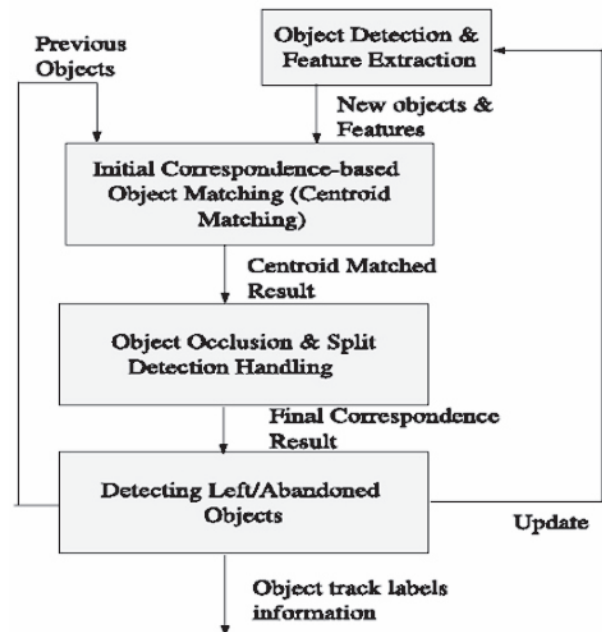 Previous
Objects
Object Detection &
Feature Extraction
New objects &
Features
Initial Correspondence-based
Object Matching (Centroid
Matching)
Centroid Matched
Result
Object Occlusion & Split
Detection Handling
Final Correspondence
Result
Detecting Left/Abandoned
Objects
Update
Object track labels
information